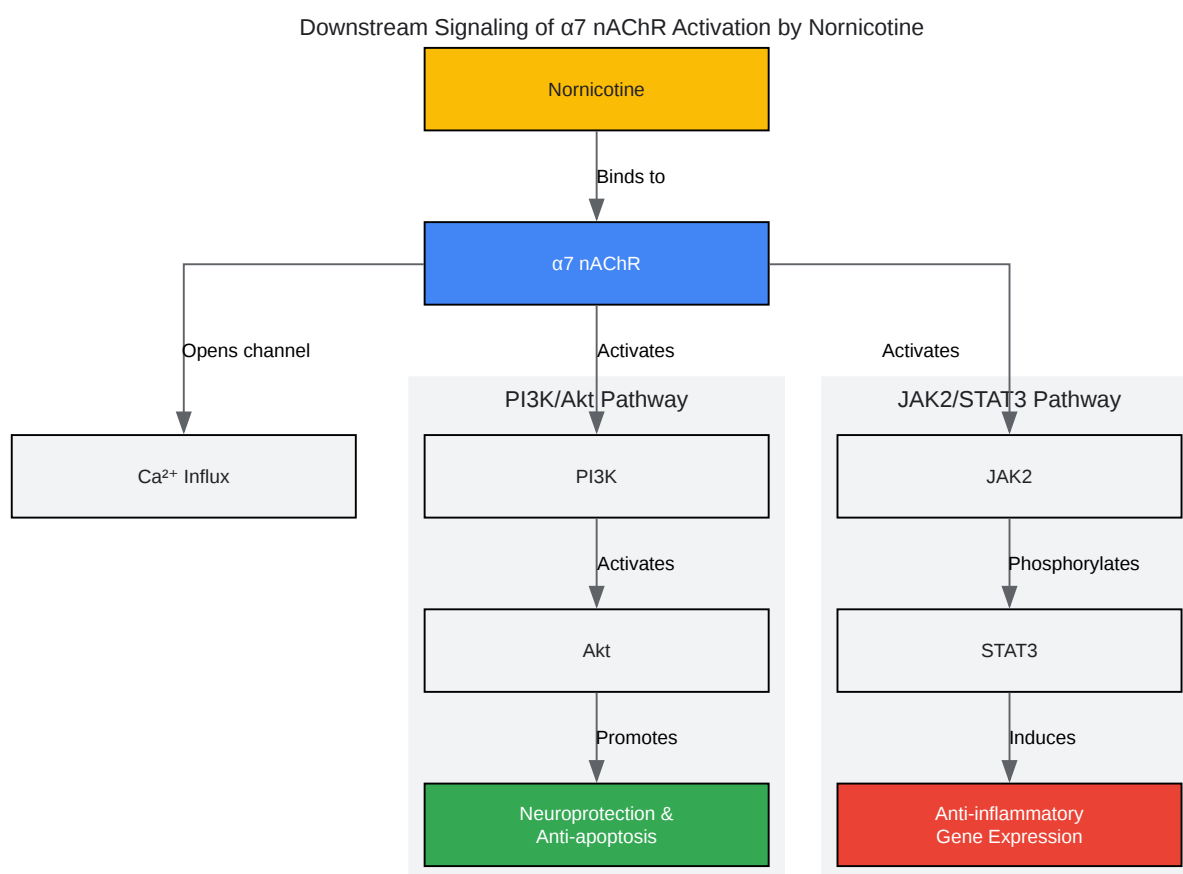 Downstream Signaling of α7 nAChR Activation by Nornicotine
Nornicotine
Binds to
α7 nAChR
Opens channel
Activates
Activates
PI3K/Akt Pathway
JAK2/STAT3 Pathway
Ca²⁺ Influx
PI3K
JAK2
Activates
Phosphorylates
Akt
STAT3
Promotes
Induces
Neuroprotection &
Anti-apoptosis
Anti-inflammatory
Gene Expression